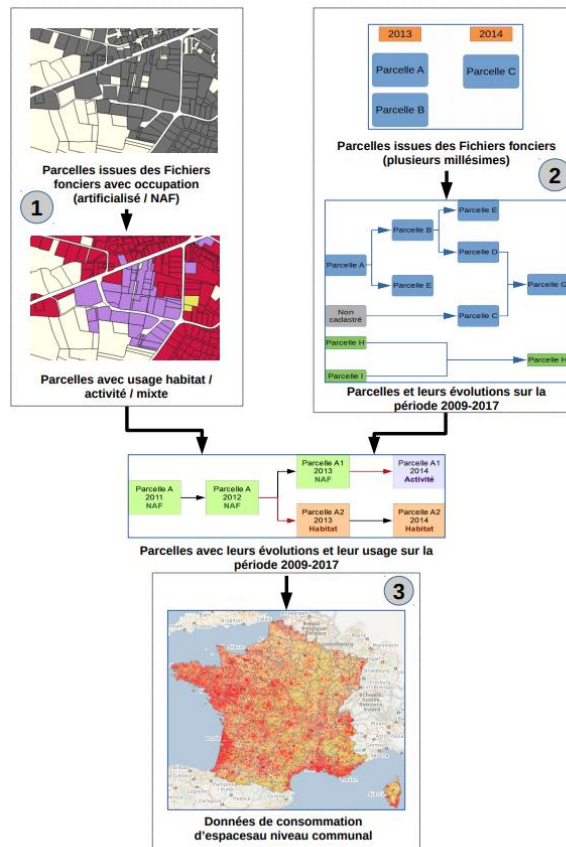 Parcelles issues des Fichiers
fonciers avec occupation
(artificialisé / NAF)
1
Parcelles avec usage habitat /
activité / mixte
2013
2014
Parcelle A
Parcelle C
Parcelle B
Parcelles issues des Fichiers fonciers
(plusieurs millésimes)
2
Parcelle E
Parcelle B
Parcelle D
Parcelle A
Parcelle E
Parcelle G
Non
cadastré
Parcelle C
Parcelle H
Parcelle H
Parcelle I
Parcelles et leurs évolutions sur la
période 2009-2017
Parcelle A
2011
NAF
Parcelle A
2012
NAF
Parcelle A1
2013
NAF
Parcelle A1
2014
Activité
Parcelle A2
2013
Habitat
Parcelle A2
2014
Habitat
Parcelles avec leurs évolutions et leur usage sur la
période 2009-2017
3
Données de consommation
d'espacesau niveau communal